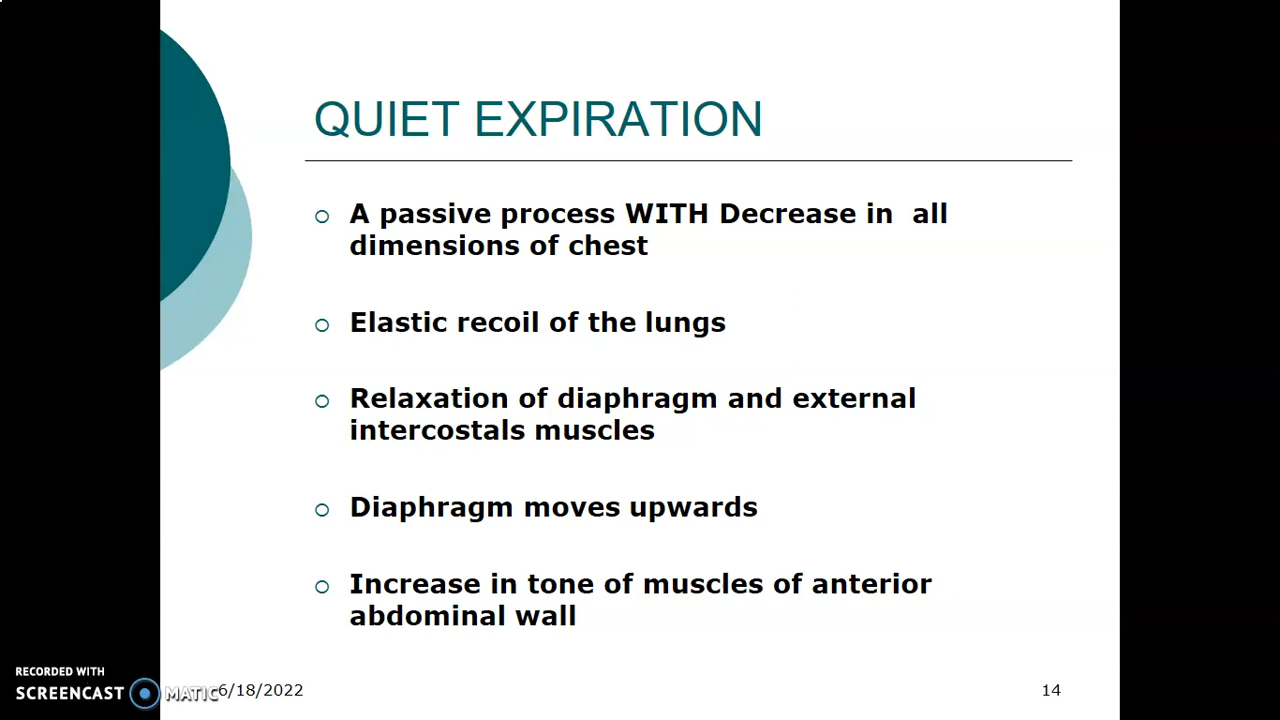 QUIET EXPIRATION
A passive process WITH Decrease in all
dimensions of chest
Elastic recoil of the lungs
Relaxation of diaphragm and external
intercostals muscles
Diaphragm moves upwards
Increase in tone of muscles of anterior
abdominal wall
RECORDED WITH
SCREENCAST MATIC
6/18/2022
14